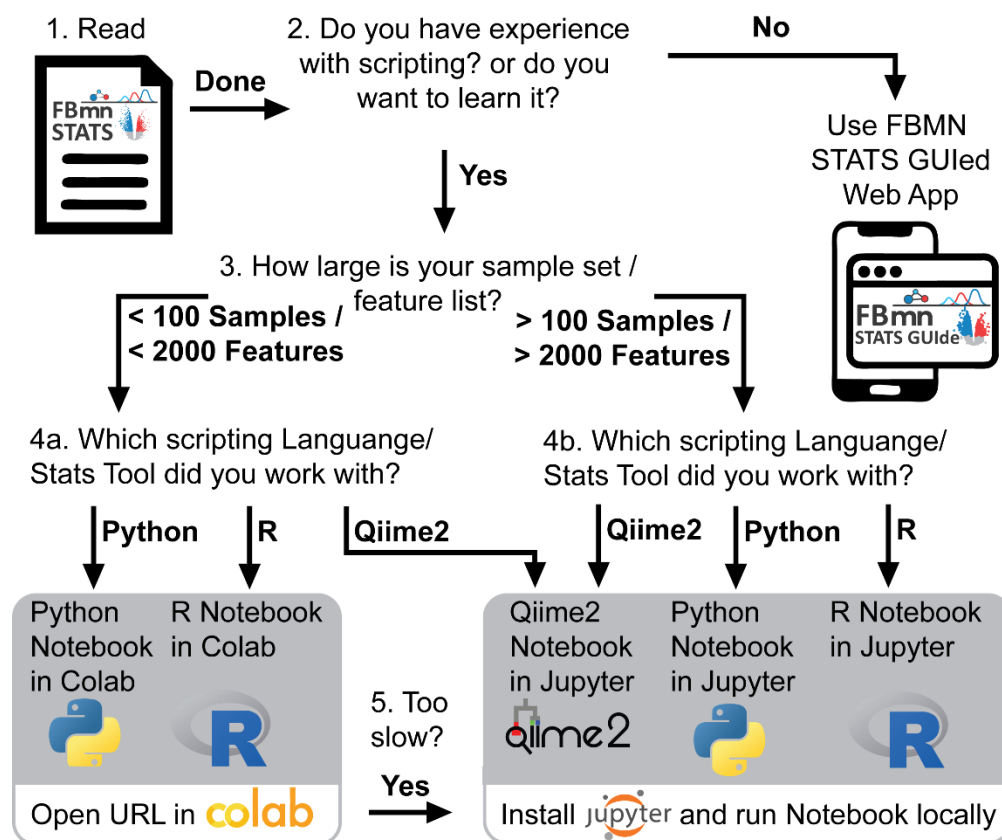 1. Read
FBmn
STATS
Done
2. Do you have experience
with scripting? or do you
want to learn it?
No
Use FBMN
STATS GUIed
Web App
FBmn
STATS GUIde
Yes
3. How large is your sample set /
feature list?
< 100 Samples /
< 2000 Features
> 100 Samples /
> 2000 Features
4a. Which scripting Languange/
Stats Tool did you work with?
4b. Which scripting Languange/
Stats Tool did you work with?
Python
R
Qiime2
Qiime2
Python
R
Python
Notebook
in Colab
R Notebook
in Colab
R
Open URL in colab
5. Too
slow?
Yes
Qiime2
Notebook
in Jupyter
qiime2
Python
Notebook
in Jupyter
R Notebook
in Jupyter
R
Install jupyter and run Notebook locally